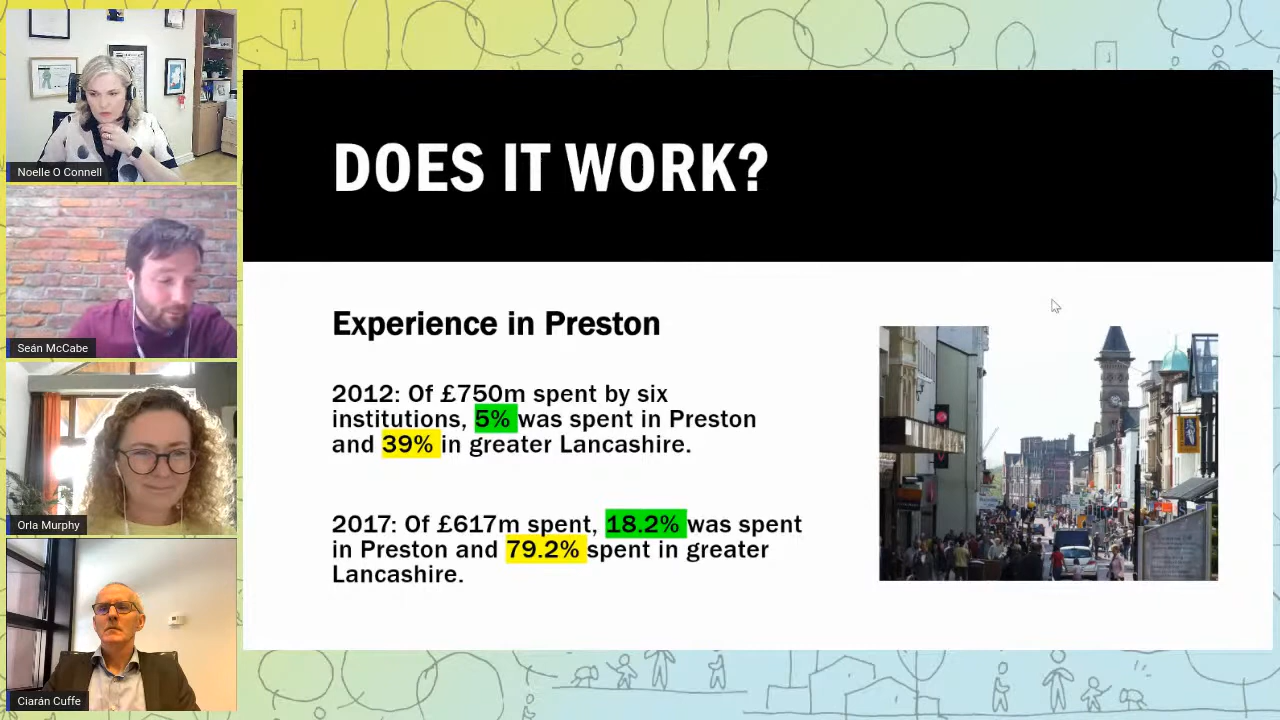 Noelle O Connell
Seán McCabe
Orla Murphy
Ciarán Cuffe
DOES IT WORK?
Experience in Preston
2012: Of £750m spent by six
institutions, 5% was spent in Preston
and 39% in greater Lancashire.
2017: Of £617m spent, 18.2% was spent
in Preston and 79.2% spent in greater
Lancashire.